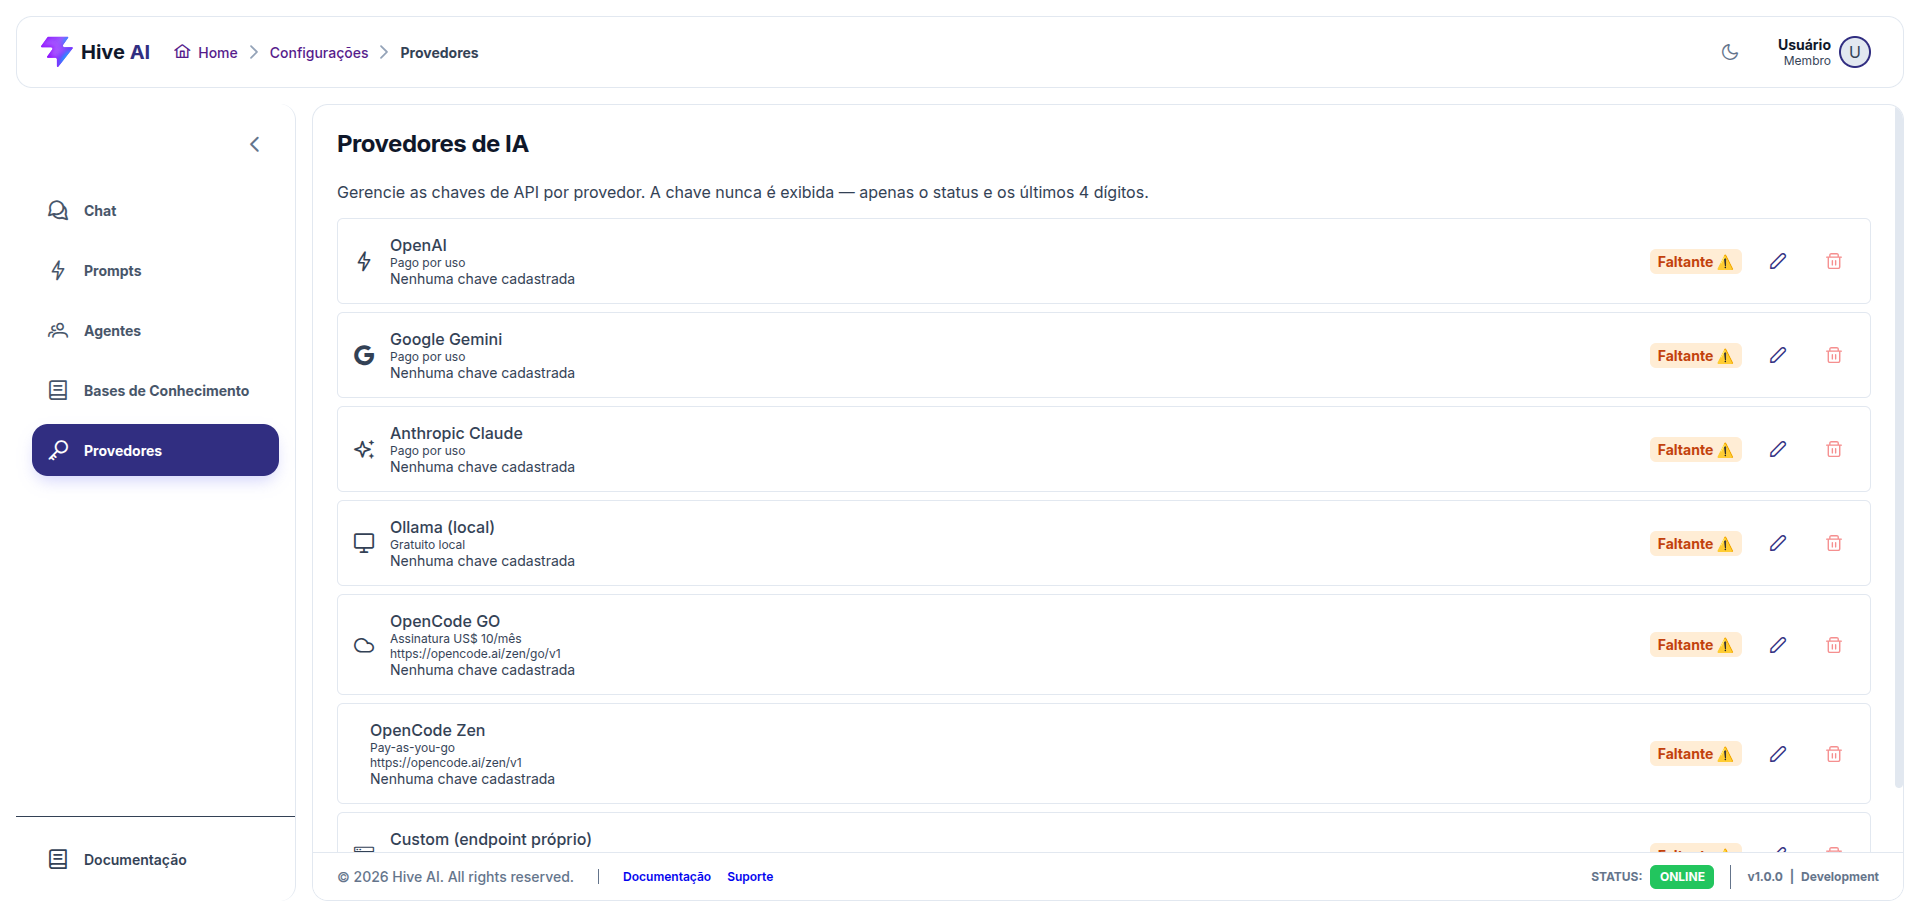 Hive AI
Home
Configurações
Provedores
Usuário
Membro
U
Chat
Prompts
Agentes
Bases de Conhecimento
Provedores
Documentação
Provedores de IA
Gerencie as chaves de API por provedor. A chave nunca é exibida — apenas o status e os últimos 4 dígitos.
OpenAI
Pago por uso
Nenhuma chave cadastrada
Faltante ⚠️
Google Gemini
Pago por uso
Nenhuma chave cadastrada
Faltante ⚠️
Anthropic Claude
Pago por uso
Nenhuma chave cadastrada
Faltante ⚠️
Ollama (local)
Gratuito local
Nenhuma chave cadastrada
Faltante ⚠️
OpenCode GO
Assinatura US$ 10/mês
https://opencode.ai/zen/go/v1
Nenhuma chave cadastrada
Faltante ⚠️
OpenCode Zen
Pay-as-you-go
https://opencode.ai/zen/v1
Nenhuma chave cadastrada
Faltante ⚠️
Custom (endpoint próprio)
© 2026 Hive AI. All rights reserved. | Documentação Suporte
STATUS: ONLINE | v1.0.0 | Development